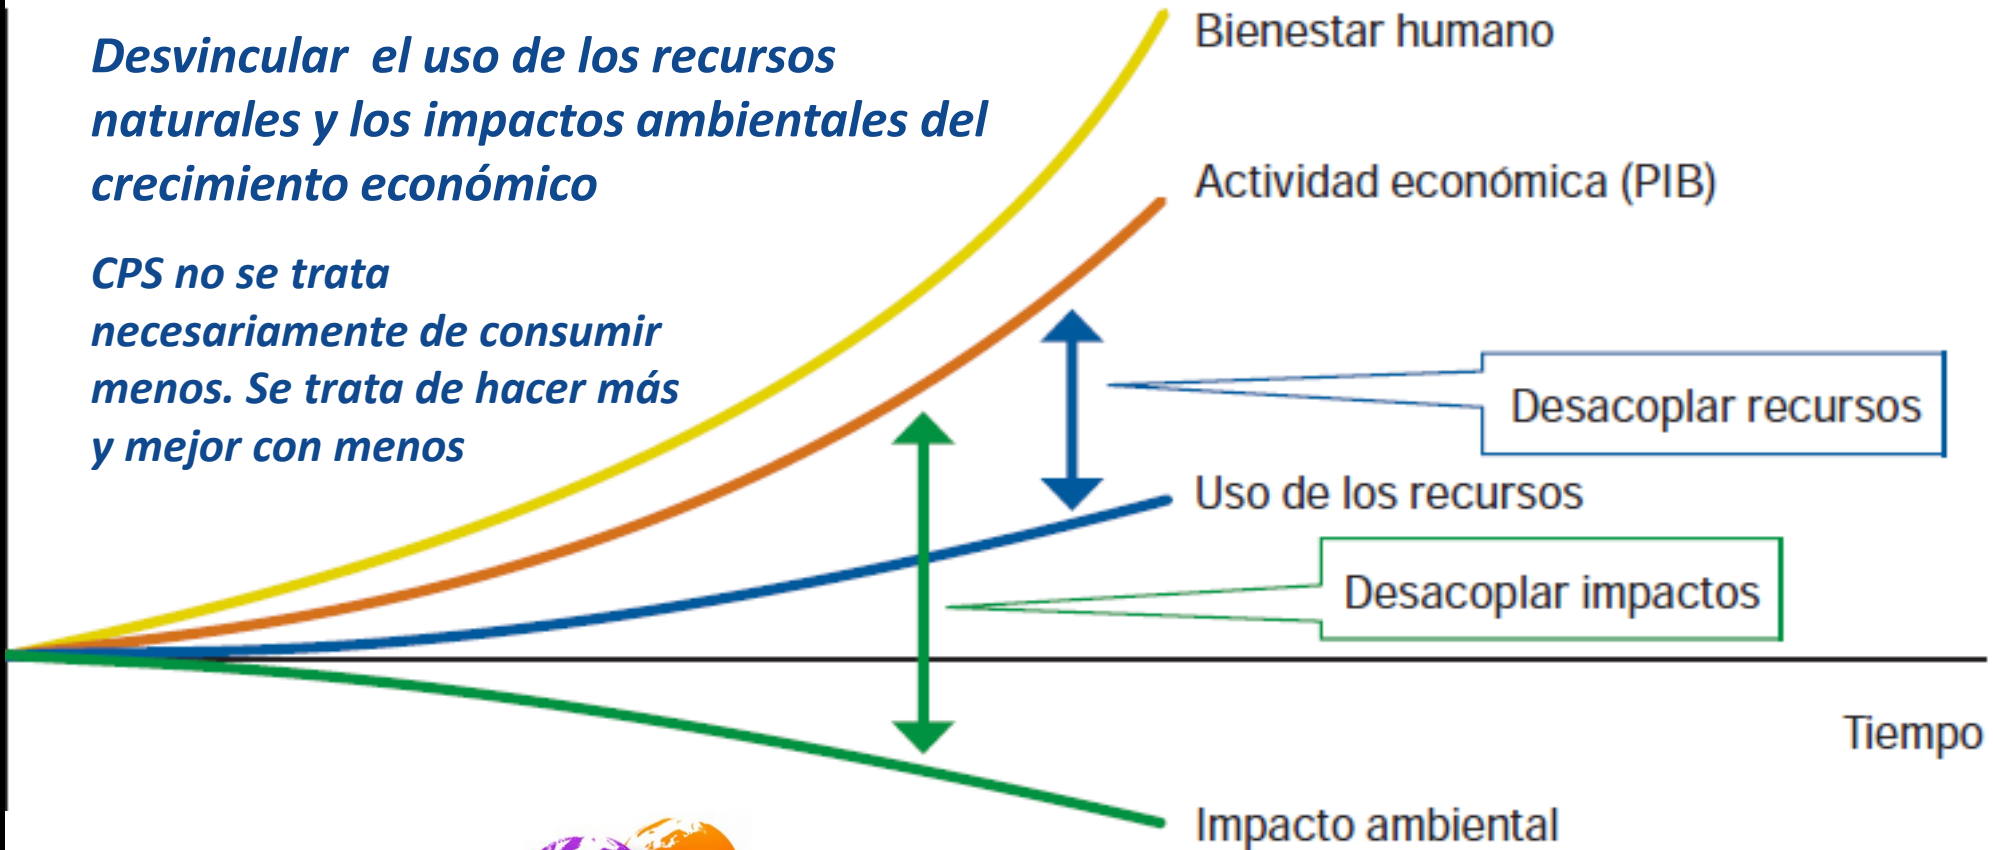 Desvincular el uso de los recursos
naturales y los impactos ambientales del
crecimiento económico
CPS no se trata
necesariamente de consumir
menos. Se trata de hacer más
y mejor con menos
Bienestar humano
Actividad económica (PIB)
Desacoplar recursos
Uso de los recursos
Desacoplar impactos
Tiempo
Impacto ambiental